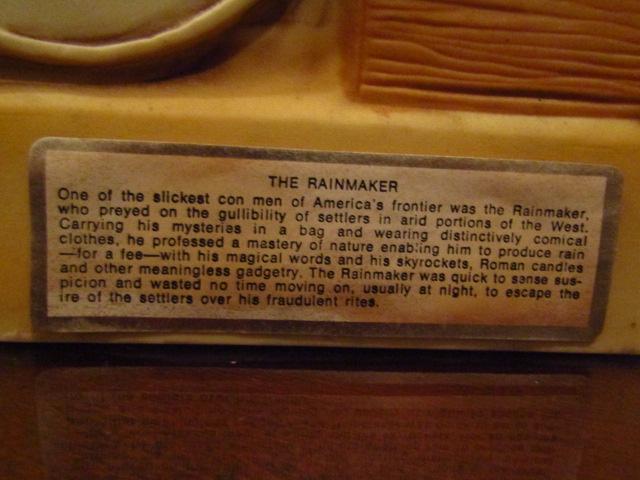 THE RAINMAKER
One of the slickest con men of America's frontier was the Rainmaker,
who preyed on the gullibility of settlers in arid portions of the West.
Carrying his mysteries in a bag and wearing distinctively comical
clothes, he professed a mastery of nature enabling him to produce rain
—for a fee—with his magical words and his skyrockets, Roman candles
and other meaningless gadgetry. The Rainmaker was quick to sense sus-
picion and wasted no time moving on, usually at night, to escape the
ire of the settlers over his fraudulent rites.